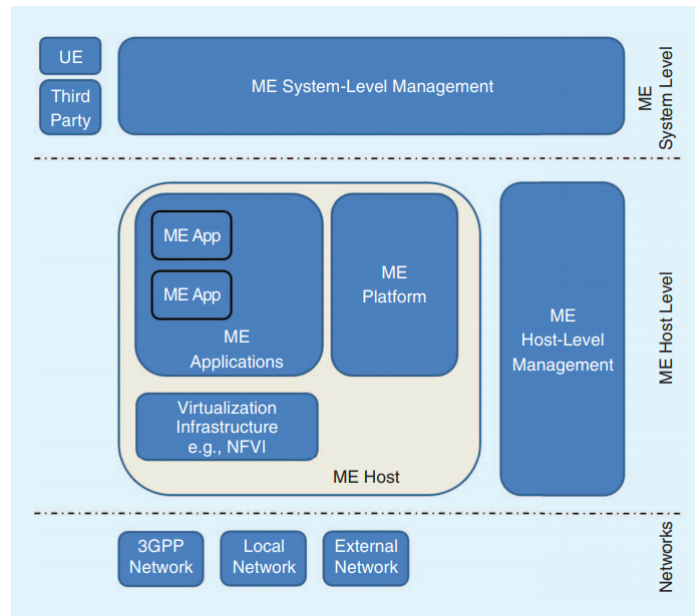 UE
Third
Party
ME System-Level Management
ME
System Level
ME App
ME App
ME
Applications
ME
Platform
Virtualization
Infrastructure
e.g., NFVI
ME Host
ME
Host-Level
Management
ME Host Level
3GPP
Network
Local
Network
External
Network
Networks